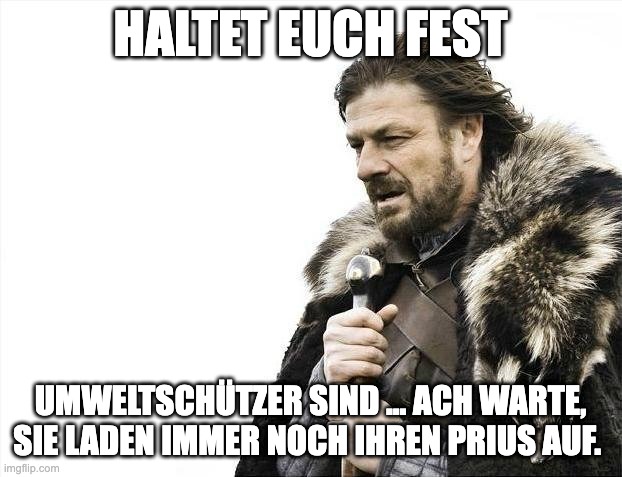 HALTET EUCH FEST
UMWELTSCHÜTZER SIND ... ACH WARTE,
SIE LADEN IMMER NOCH IHREN PRIUS AUF.
imgflip.com